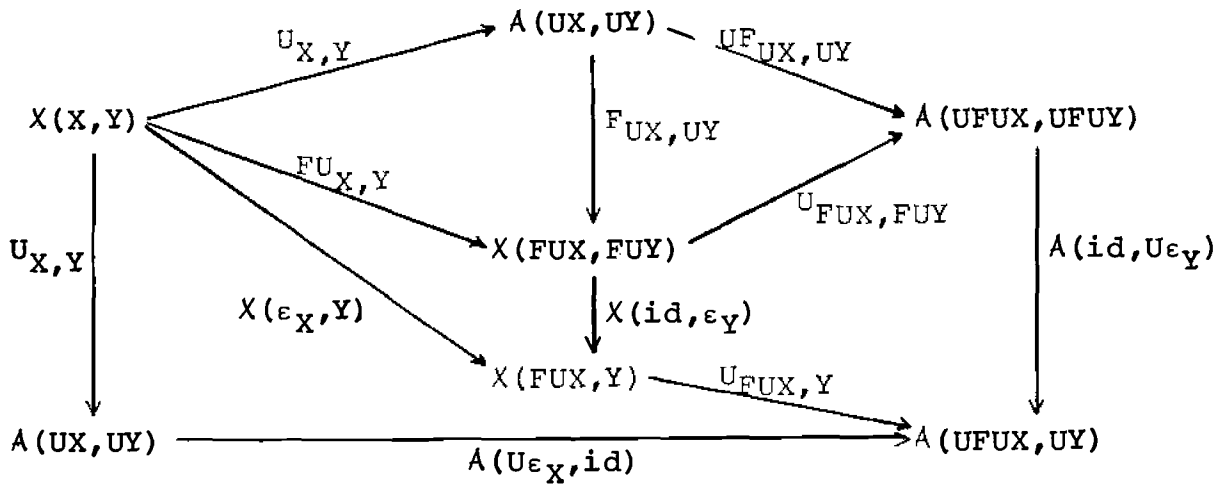 A(UX,UY)
U_{X,Y}
UF_{UX,UY}
X(X,Y)
F_{UX,UY}
A(UFUX,UFUY)
FU_{X,Y}
U_{FUX,FUY}
U_{X,Y}
X(FUX,FUY)
A(id,Uε_Y)
X(ε_X,Y)
X(id,ε_Y)
X(FUX,Y)
U_{FUX,Y}
A(UX,UY)
A(Uε_X,id)
A(UFUX,UY)